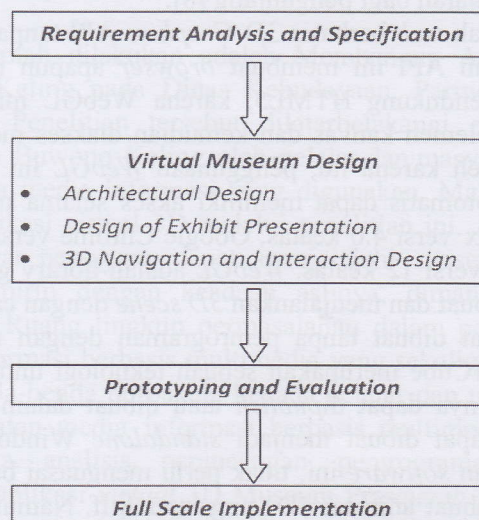 Requirement Analysis and Specification
Virtual Museum Design
• Architectural Design
• Design of Exhibit Presentation
• 3D Navigation and Interaction Design
Prototyping and Evaluation
Full Scale Implementation